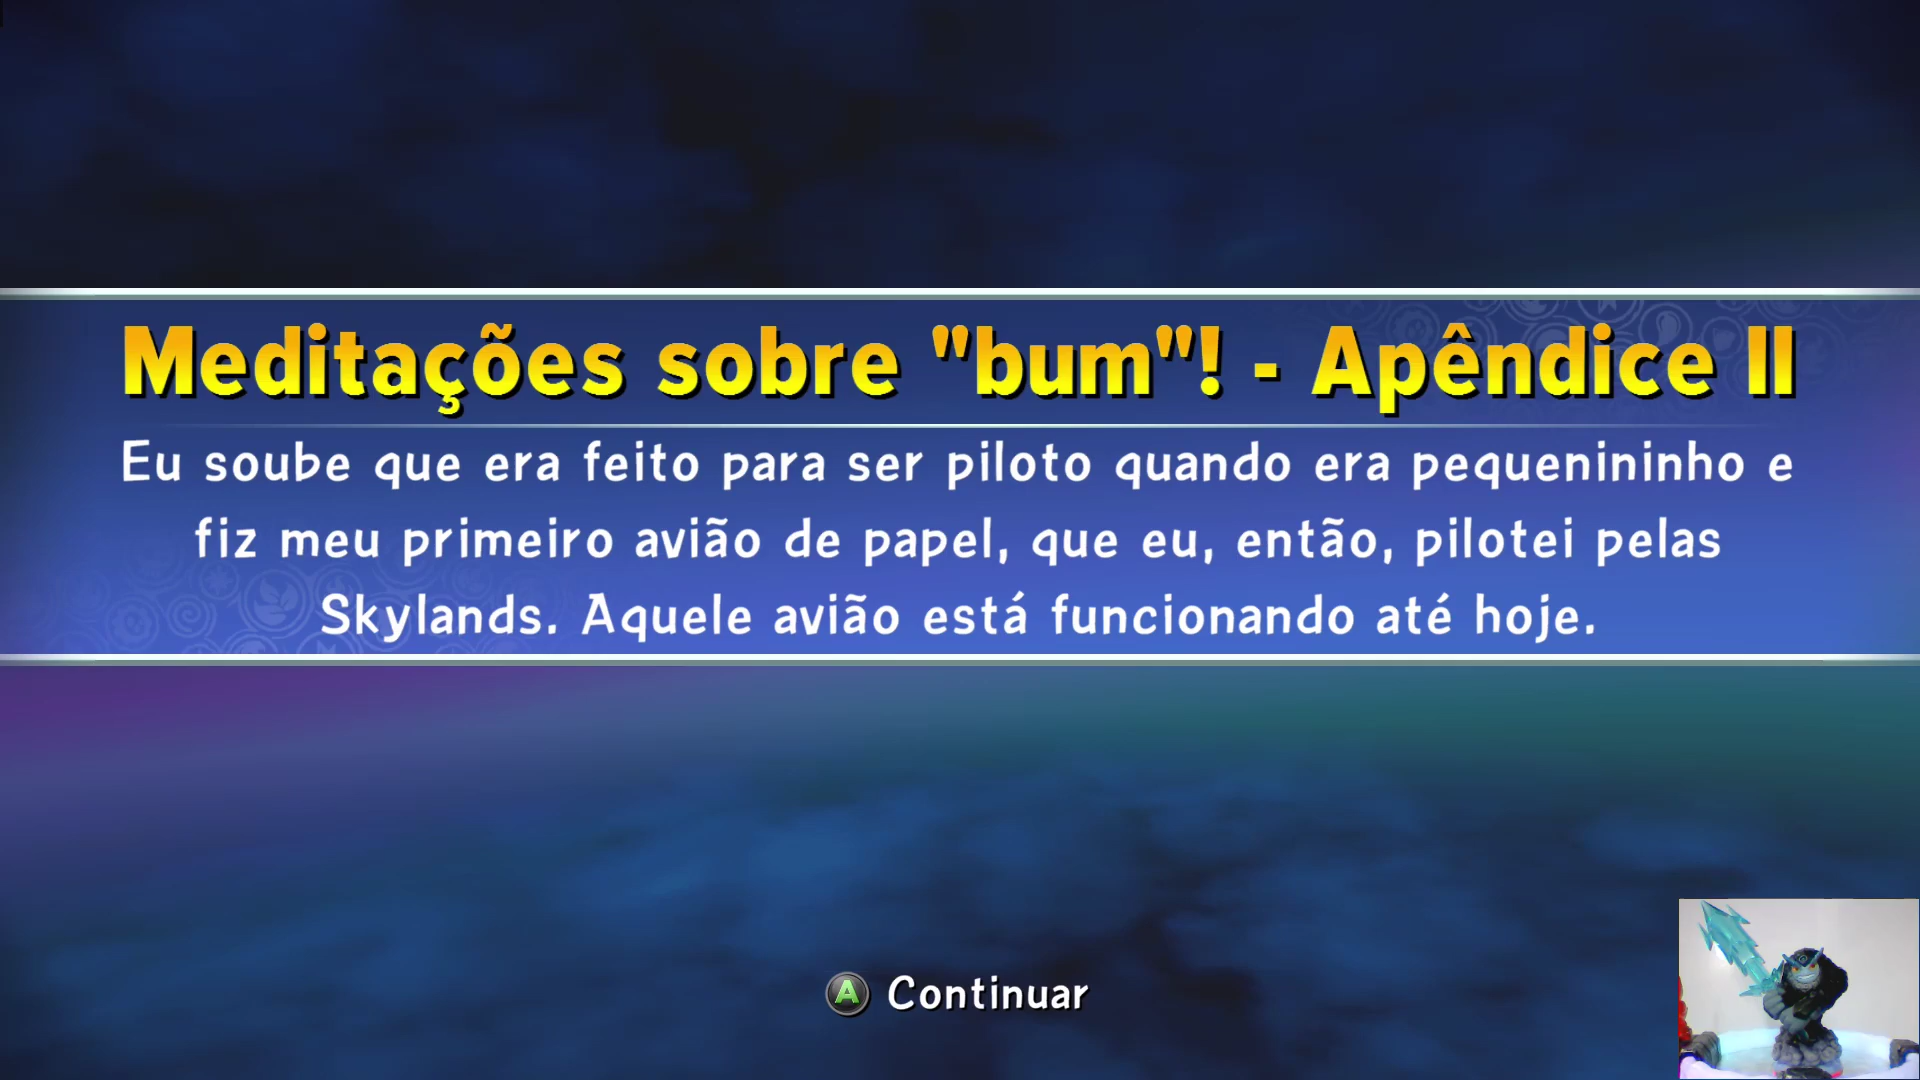 Meditações sobre "bum"! - Apêndice II
Eu soube que era feito para ser piloto quando era pequenininho e
fiz meu primeiro avião de papel, que eu, então, pilotei pelas
Skylands. Aquele avião está funcionando até hoje.
A Continuar